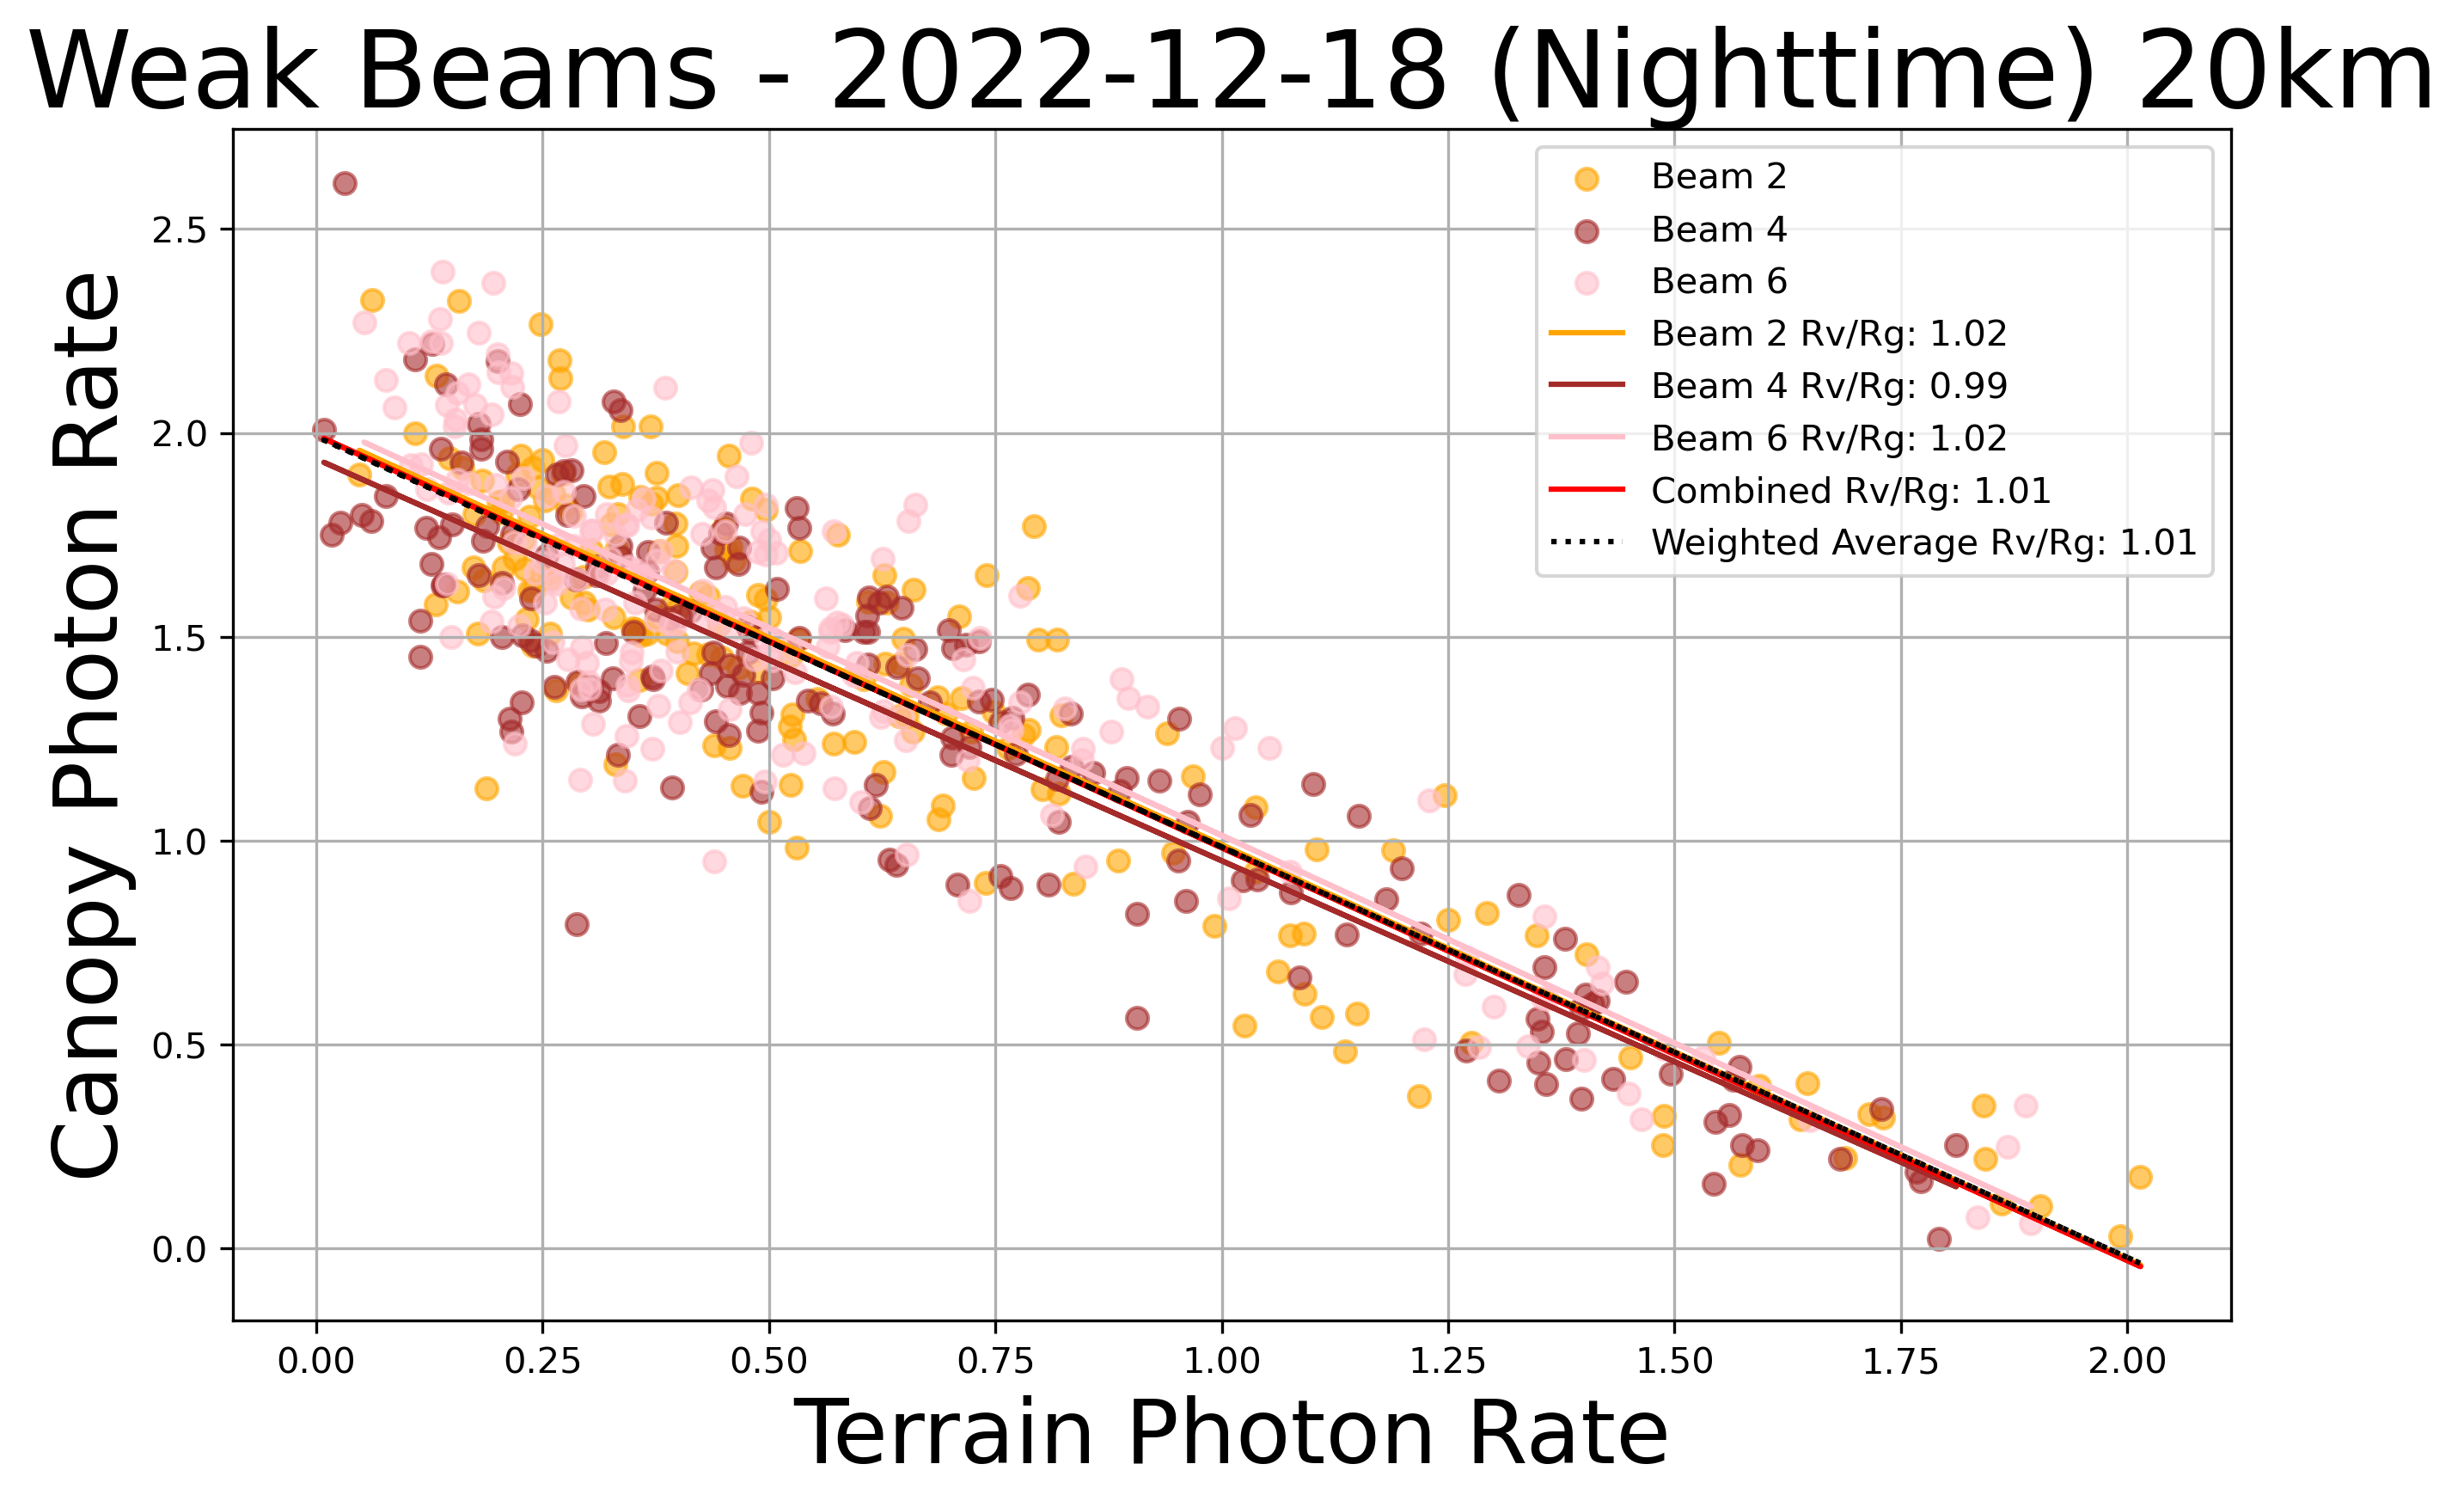 Weak Beams - 2022-12-18 (Nighttime) 20km
Beam 2
Beam 4
Beam 6
Beam 2 Rv/Rg: 1.02
Beam 4 Rv/Rg: 0.99
Beam 6 Rv/Rg: 1.02
Combined Rv/Rg: 1.01
Weighted Average Rv/Rg: 1.01
Canopy Photon Rate
2.5
2.0
1.5
1.0
0.5
0.0
0.00 0.25 0.50 0.75 1.00 1.25 1.50 1.75 2.00
Terrain Photon Rate